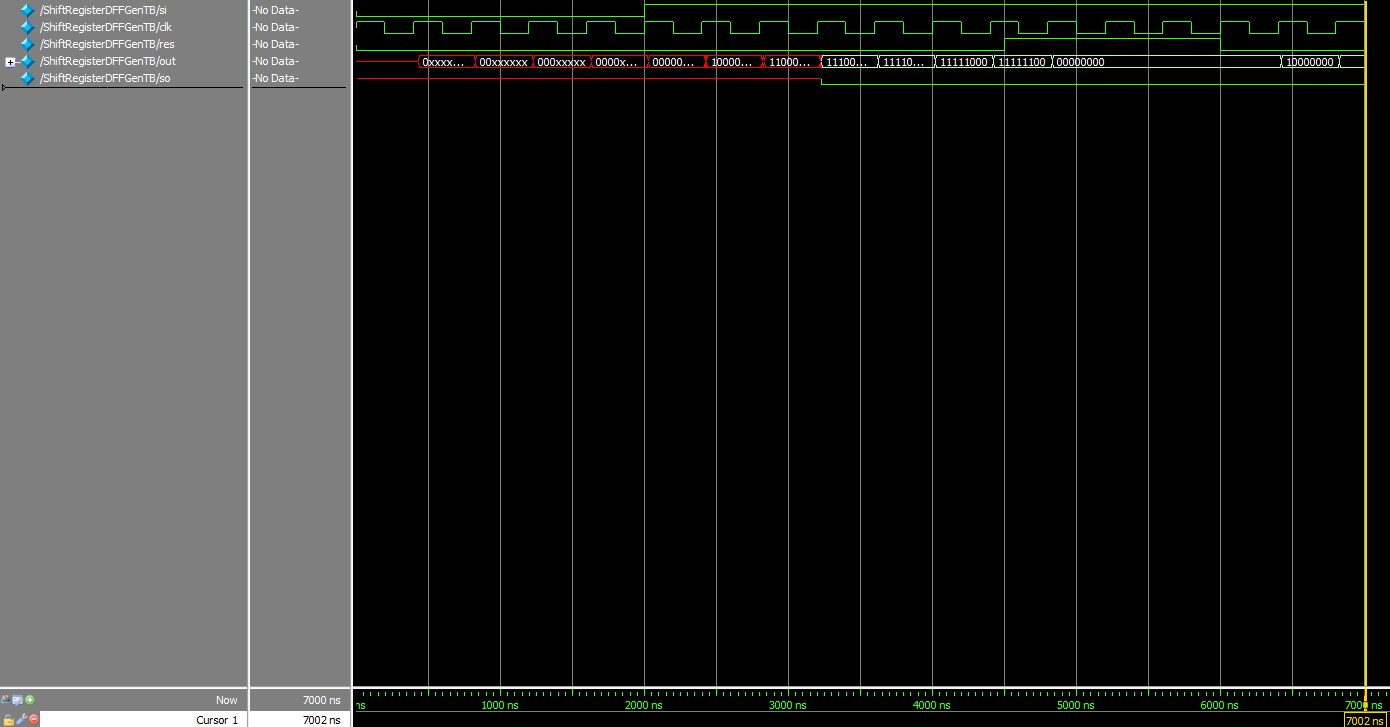 /ShiftRegisterDFFGenTB/si -No Data-
/ShiftRegisterDFFGenTB/clk -No Data-
/ShiftRegisterDFFGenTB/res -No Data-
/ShiftRegisterDFFGenTB/out -No Data- 0xxxx... 00xxxxxx 000xxxxx 0000x... 00000... 10000... 11000... 11100... 11110... 11111000 11111100 00000000 10000000
/ShiftRegisterDFFGenTB/so -No Data-
Now 7000 ns ns 1000 ns 2000 ns 3000 ns 4000 ns 5000 ns 6000 ns 7000 ns
Cursor 1 7002 ns 7002 ns